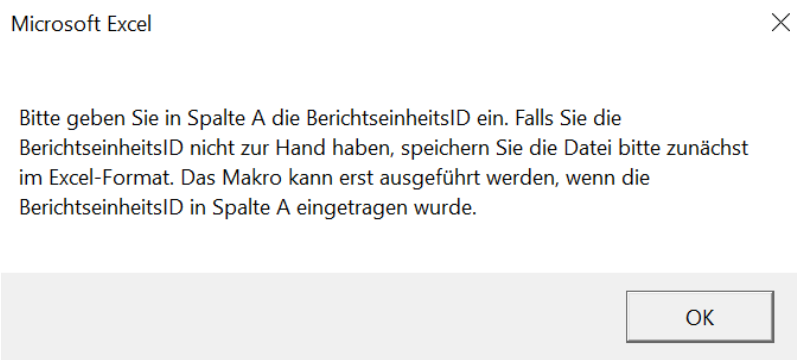 Microsoft Excel
Bitte geben Sie in Spalte A die BerichtseinheitsID ein. Falls Sie die
BerichtseinheitsID nicht zur Hand haben, speichern Sie die Datei bitte zunächst
im Excel-Format. Das Makro kann erst ausgeführt werden, wenn die
BerichtseinheitsID in Spalte A eingetragen wurde.
OK